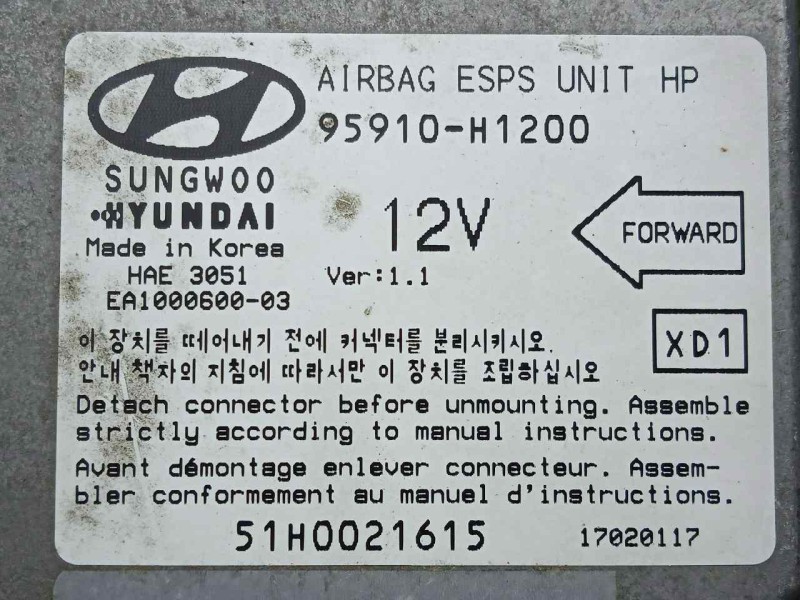 AIRBAG ESPS UNIT HP
95910-H1200
SUNGWOO
HYUNDAI
Made in Korea
HAE 3051
EA1000600-03
12V
Ver:1.1
FORWARD
XD1
이 장치를 떼어내기 전에 커넥터를 분리시키시오.
안내 책자의 지침에 따라서만 이 장치를 조립하십시오
Detach connector before unmounting. Assemble
strictly according to manual instructions.
Avant démontage enlever connecteur. Assem-
bler conformement au manuel d'instructions.
51H0021615
17020117